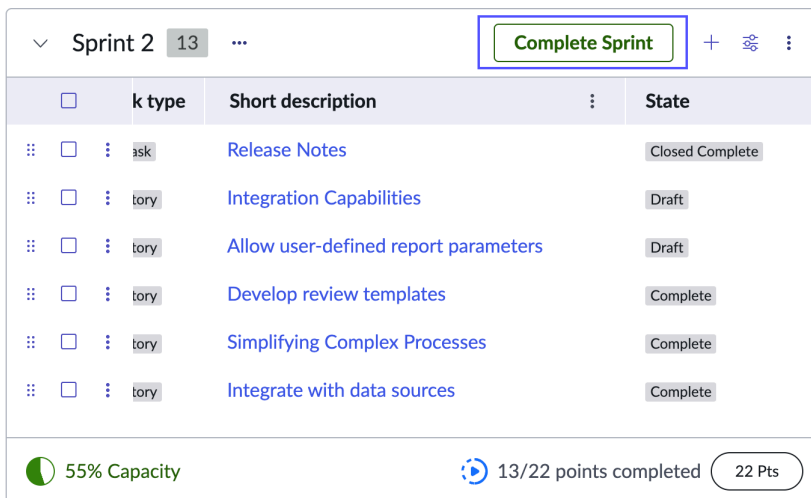 Sprint 2 13 ... Complete Sprint
k type Short description State
ask Release Notes Closed Complete
tory Integration Capabilities Draft
tory Allow user-defined report parameters Draft
tory Develop review templates Complete
tory Simplifying Complex Processes Complete
tory Integrate with data sources Complete
55% Capacity 13/22 points completed 22 Pts